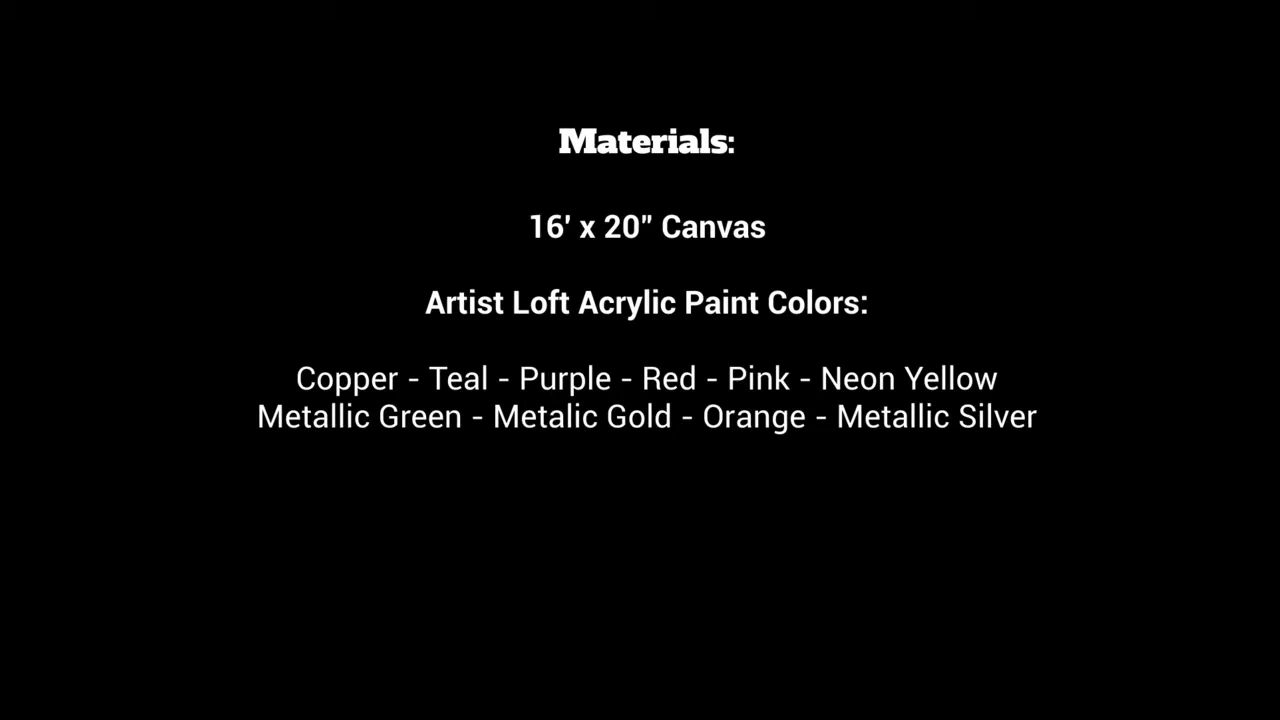 Materials:
16' x 20" Canvas
Artist Loft Acrylic Paint Colors:
Copper - Teal - Purple - Red - Pink - Neon Yellow
Metallic Green - Metalic Gold - Orange - Metallic Silver